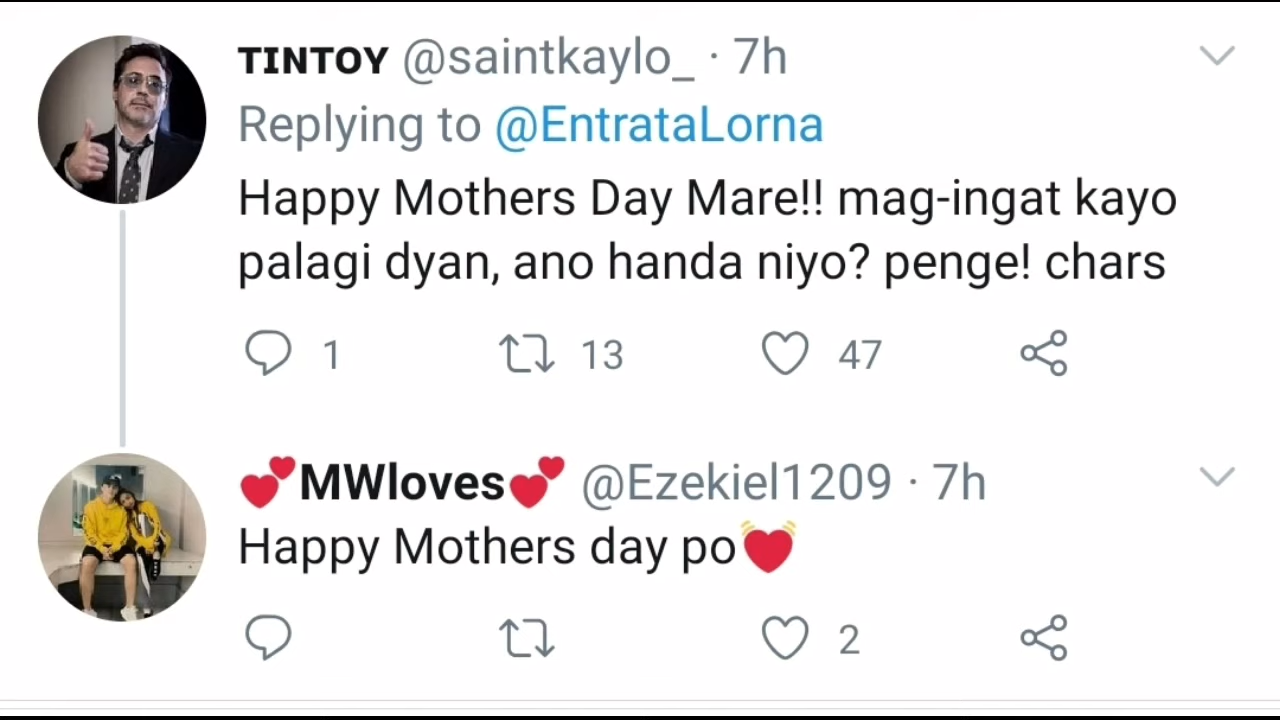 TINTOY @saintkaylo_ · 7h
Replying to @EntrataLorna
Happy Mothers Day Mare!! mag-ingat kayo
palagi dyan, ano handa niyo? penge! chars
1 13 47
💕MWloves💕 @Ezekiel1209 · 7h
Happy Mothers day po💓
2